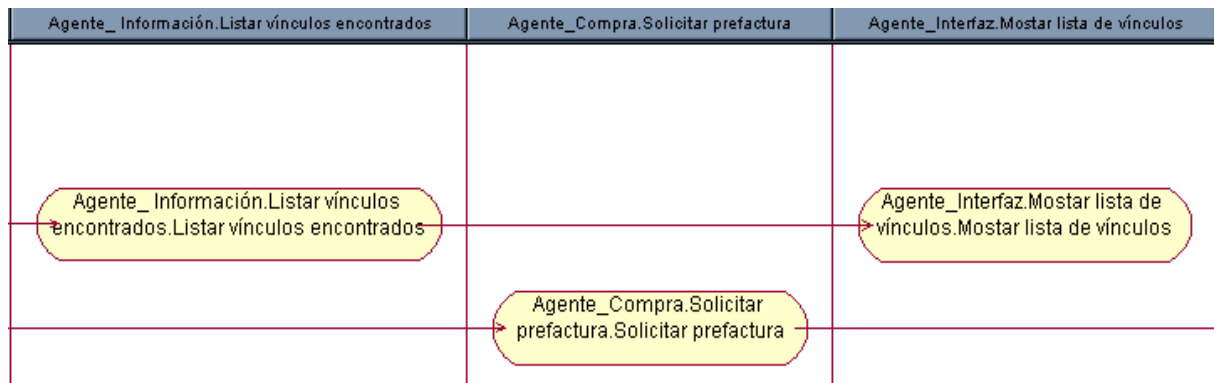 Agente_ Información.Listar vínculos encontrados
Agente_Compra.Solicitar prefactura
Agente_Interfaz.Mostar lista de vínculos
Agente_ Información.Listar vínculos
encontrados.Listar vínculos encontrados
Agente_Interfaz.Mostar lista de
vínculos.Mostar lista de vínculos
Agente_Compra.Solicitar
prefactura.Solicitar prefactura